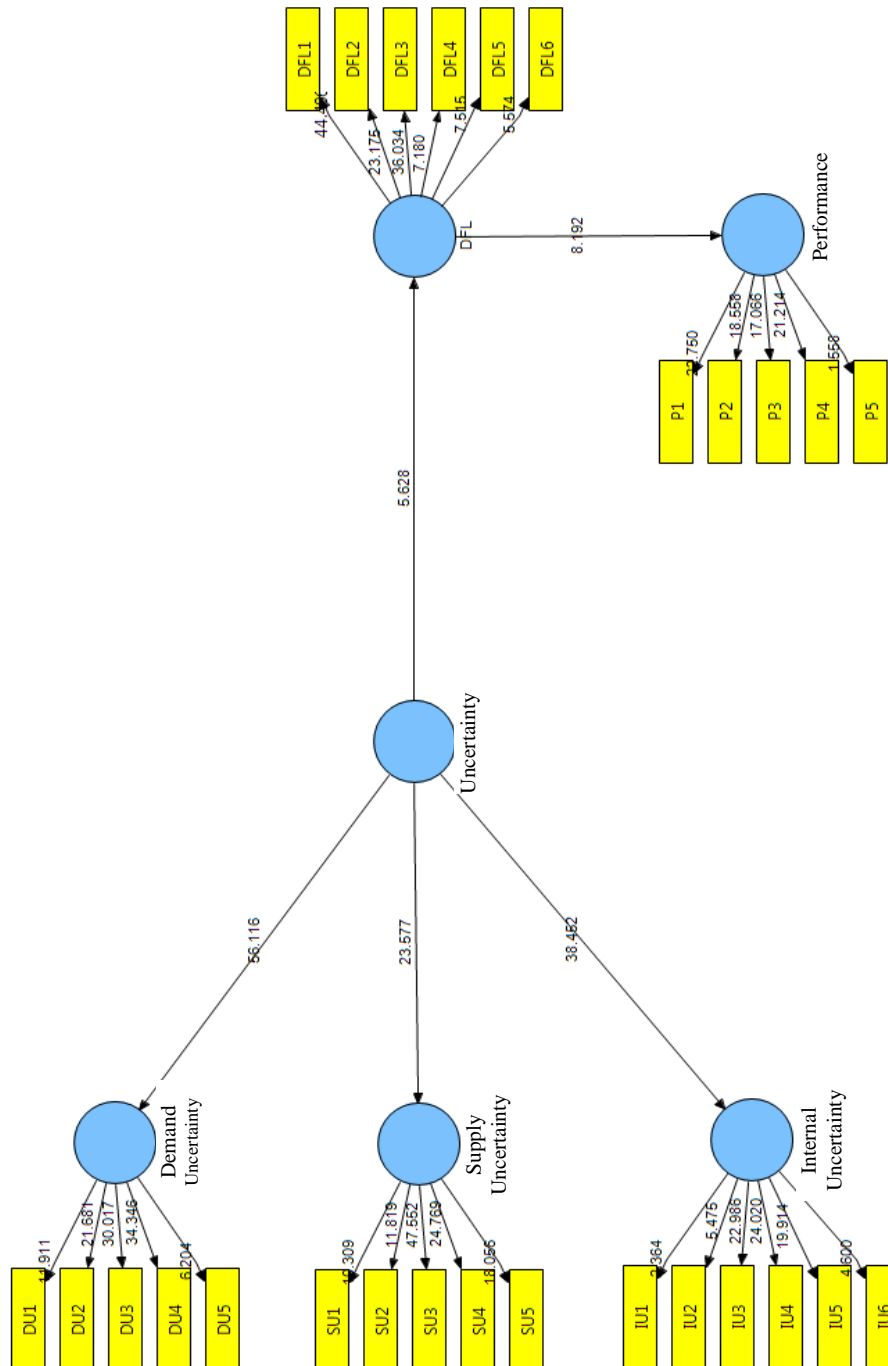 DFL1
DFL2
DFL3
DFL4
DFL5
DFL6
23.175
36.034
7.180
7.515
5.574
DFL
8.192
Performance
18.558
17.066
21.214
1.558
P1
P2
P3
P4
P5
5.628
Uncertainty
56.116
23.577
Demand
Uncertainty
21.681
30.017
34.346
6.204
DU1
DU2
DU3
DU4
DU5
Supply
Uncertainty
11.819
47.552
24.769
18.056
SU1
SU2
SU3
SU4
SU5
Internal
Uncertainty
5.475
22.986
24.020
19.914
4.600
IU1
IU2
IU3
IU4
IU5
IU6